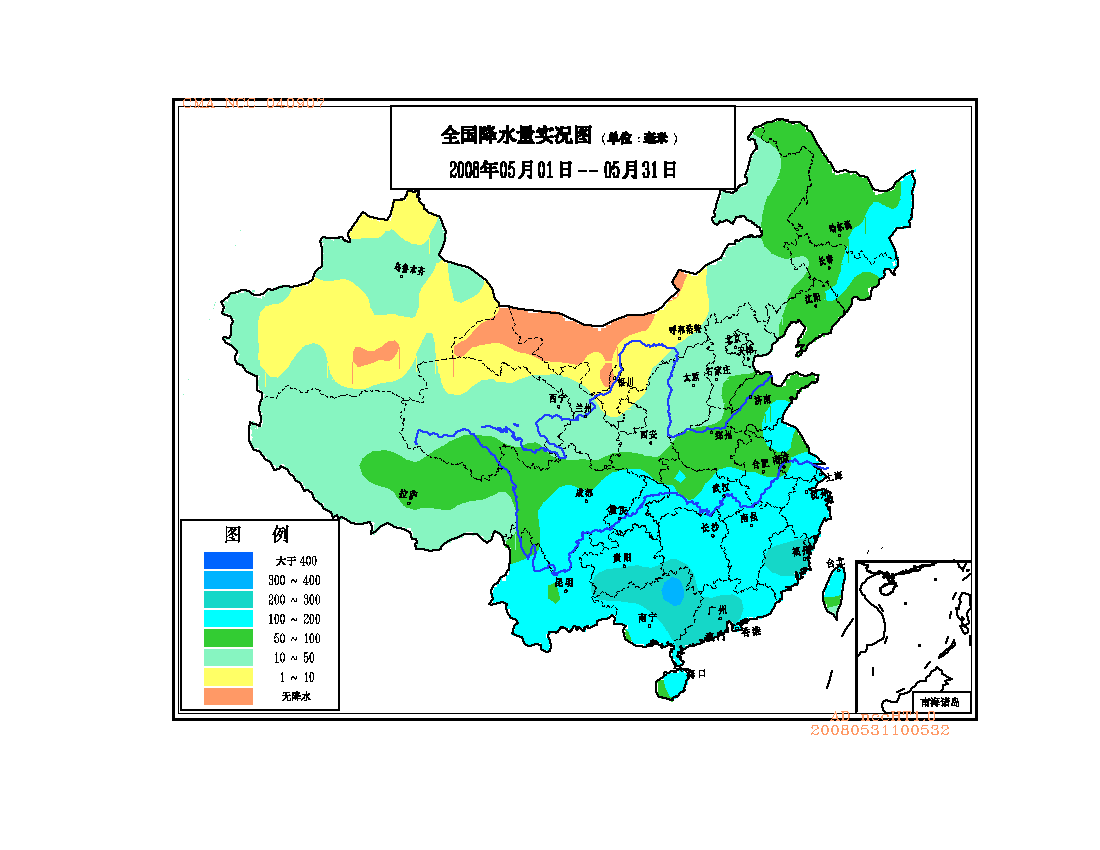 CMA NCC 040907
全国降水量实况图 (单位:毫米)
2008年05月01日 -- 05月31日
哈尔滨
长春
乌鲁木齐
沈阳
呼和浩特
北京
天津
银川
太原
石家庄
西宁
济南
兰州
西安
郑州
合肥
南京
上海
拉萨
成都
武汉
杭州
重庆
南昌
长沙
贵阳
福州
台北
昆明
广州
南宁
澳门
香港
海口
图 例
大于 400
300 ~ 400
200 ~ 300
100 ~ 200
50 ~ 100
10 ~ 50
1 ~ 10
无降水
南海诸岛
20080531100532